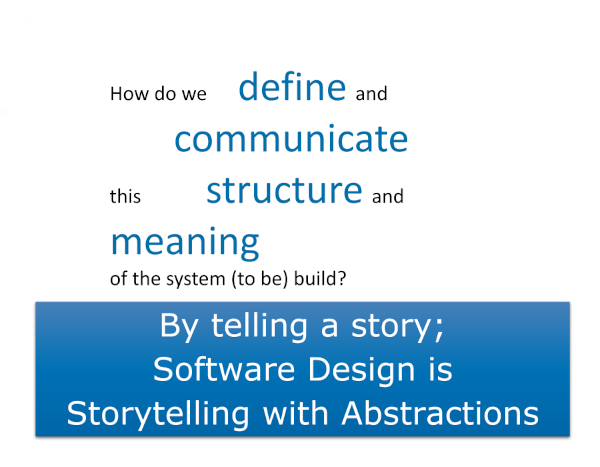 How do we define and
communicate
this structure and
meaning
of the system (to be) build?
By telling a story;
Software Design is
Storytelling with Abstractions